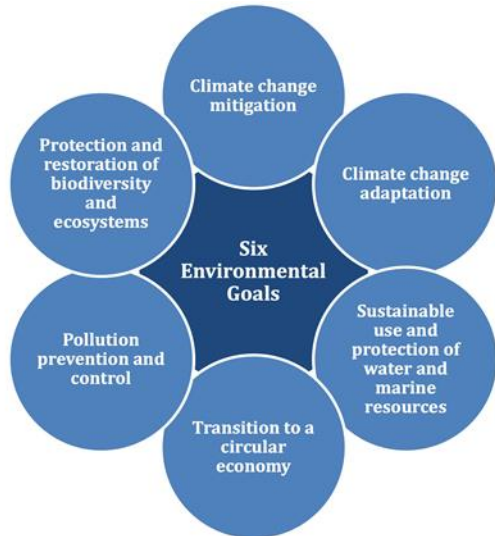 Climate change
mitigation
Climate change
adaptation
Sustainable
use and
protection of
water and
marine
resources
Transition to a
circular
economy
Pollution
prevention and
control
Protection and
restoration of
biodiversity
and
ecosystems
Six
Environmental
Goals